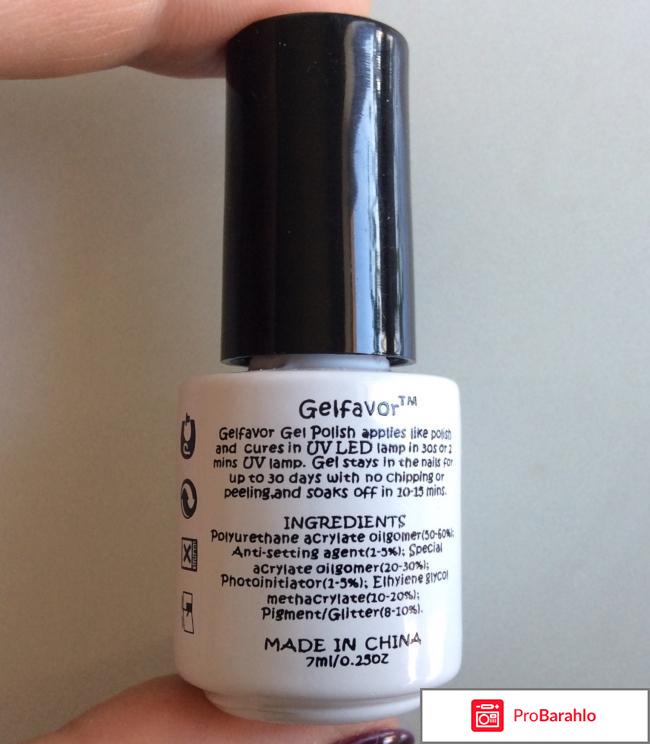 Gelfavor™
Gelfavor Gel Polish applies like polish
and cures in UV LED lamp in 30s or 2
mins UV lamp. Gel stays in the nails for
up to 30 days with no chipping or
peeling,and soaks off in 10-15 mins.
INGREDIENTS
Polyurethane acrylate oilgomer(50-60%);
Anti-setting agent(1-5%); Special
acrylate oilgomer(20-30%);
Photoinitiator(1-5%); Elhyiene glycol
methacrylate(10-20%);
Pigment/Glitter(8-10%).
MADE IN CHINA
7ml/0.25OZ
ProBarahlo